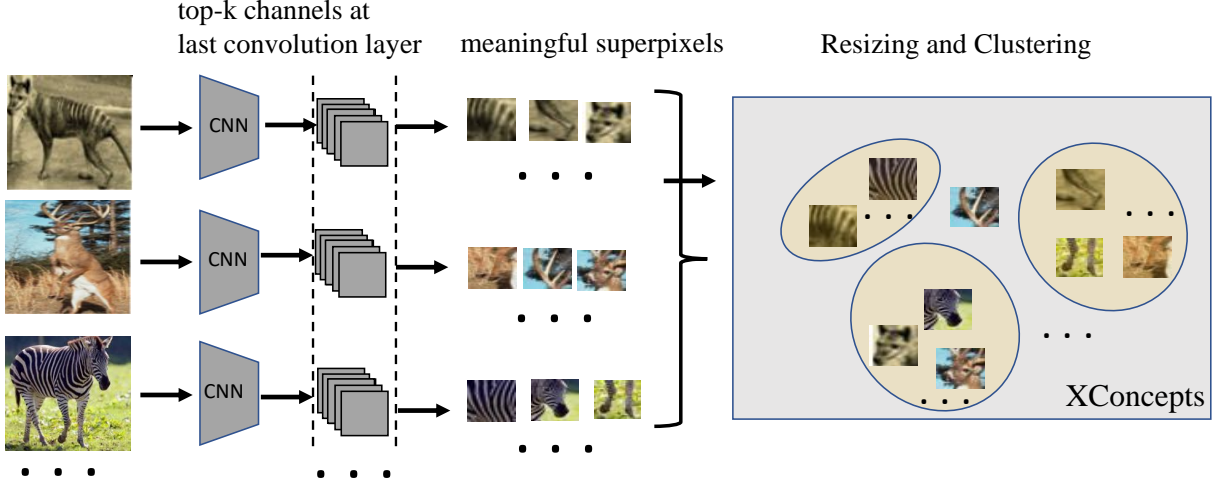 top-k channels at
last convolution layer
meaningful superpixels
Resizing and Clustering
CNN
CNN
CNN
XConcepts